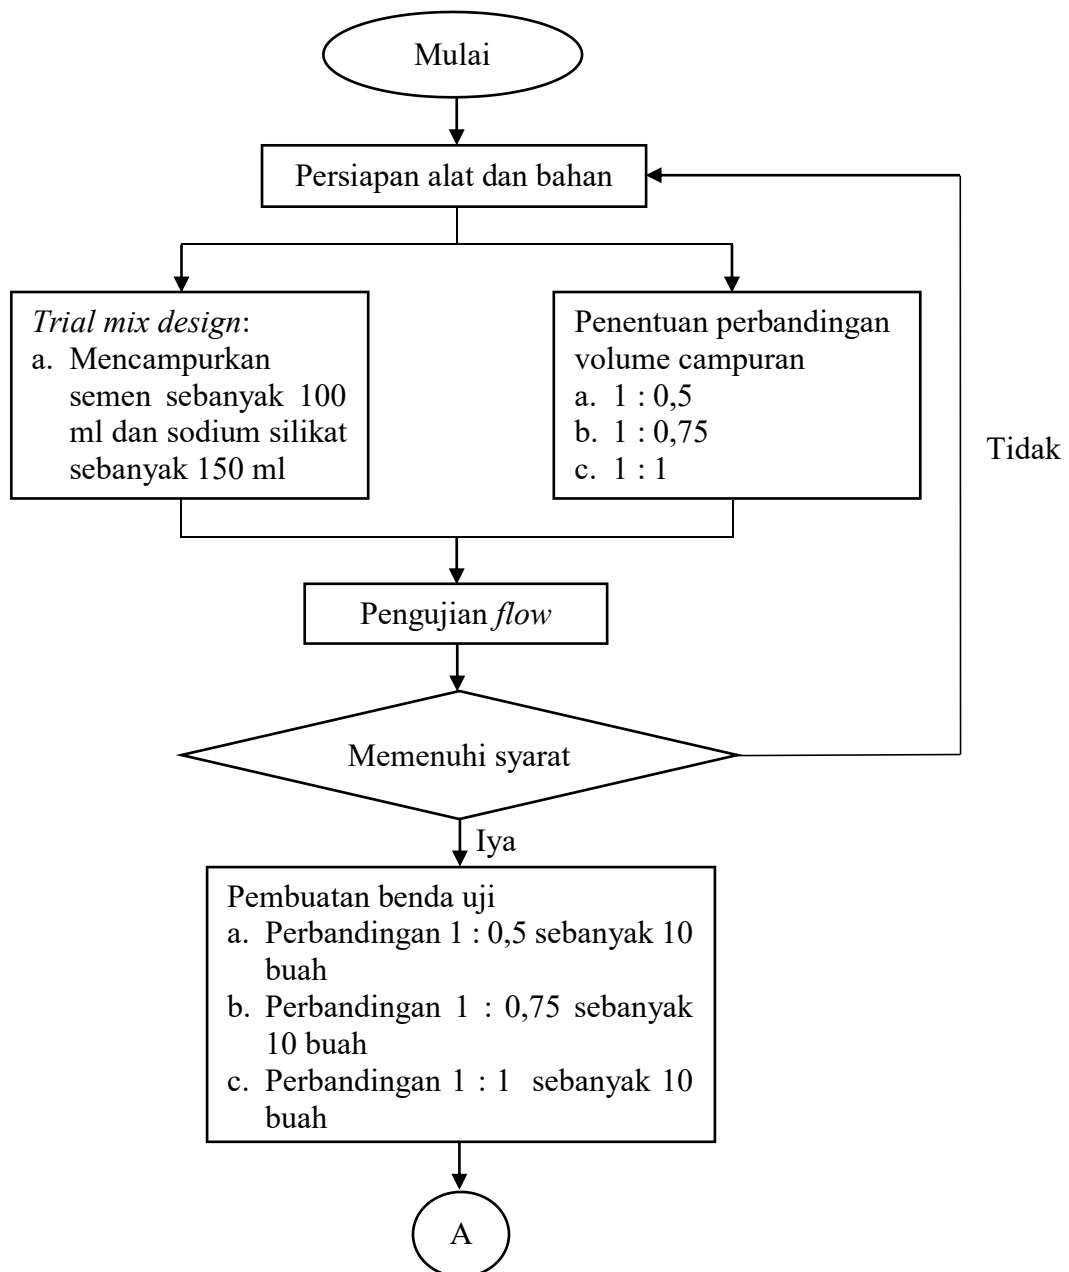 Mulai
Persiapan alat dan bahan
Trial mix design:
a. Mencampurkan
semen sebanyak 100
ml dan sodium silikat
sebanyak 150 ml
Penentuan perbandingan
volume campuran
a. 1 : 0,5
b. 1 : 0,75
c. 1 : 1
Tidak
Pengujian flow
Memenuhi syarat
Iya
Pembuatan benda uji
a. Perbandingan 1 : 0,5 sebanyak 10
buah
b. Perbandingan 1 : 0,75 sebanyak
10 buah
c. Perbandingan 1 : 1 sebanyak 10
buah
A